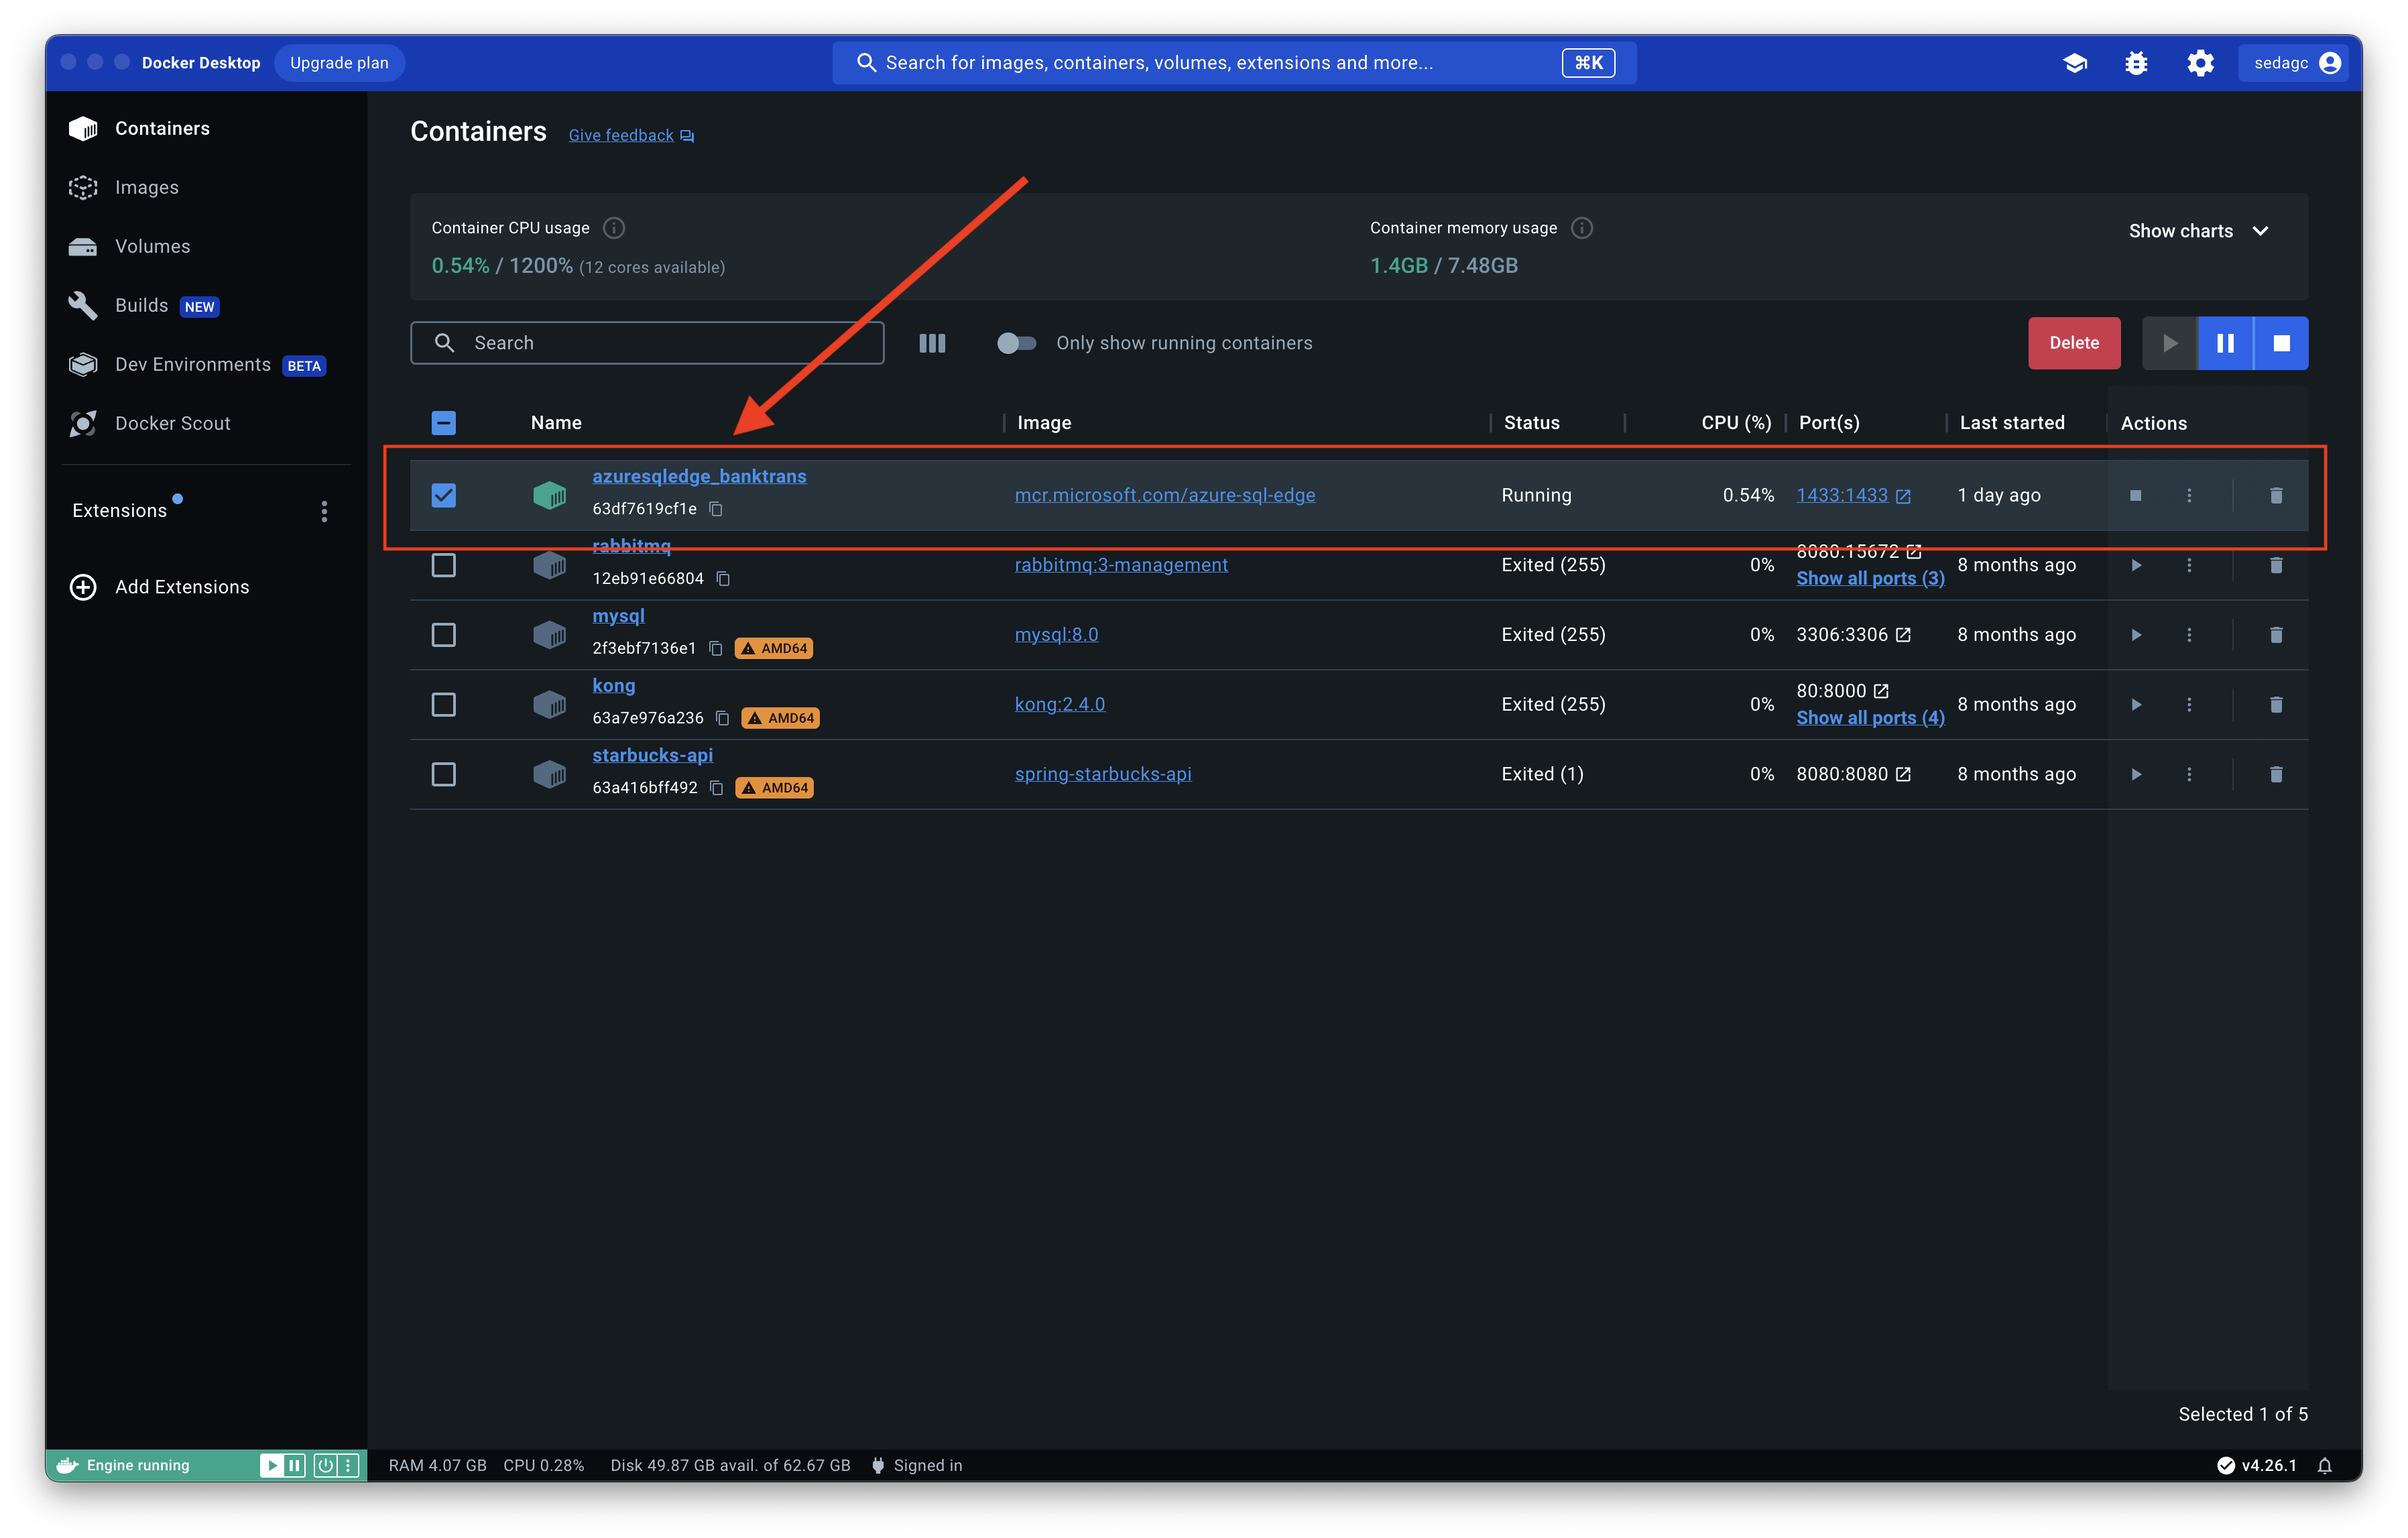 Docker Desktop Upgrade plan Search for images, containers, volumes, extensions and more... ⌘K sedagc
Containers
Images
Volumes
Builds NEW
Dev Environments BETA
Docker Scout
Extensions
Add Extensions
Containers Give feedback
Container CPU usage
0.54% / 1200% (12 cores available)
Container memory usage
1.4GB / 7.48GB
Show charts
Search Only show running containers Delete
Name Image Status CPU (%) Port(s) Last started Actions
azuresqledge_banktrans
63df7619cf1e
mcr.microsoft.com/azure-sql-edge Running 0.54% 1433:1433 1 day ago
rabbitmq
12eb91e66804
rabbitmq:3-management Exited (255) 0%
8080:15672
Show all ports (3)
8 months ago
mysql
2f3ebf7136e1 AMD64
mysql:8.0 Exited (255) 0% 3306:3306 8 months ago
kong
63a7e976a236 AMD64
kong:2.4.0 Exited (255) 0%
80:8000
Show all ports (4)
8 months ago
starbucks-api
63a416bff492 AMD64
spring-starbucks-api Exited (1) 0% 8080:8080 8 months ago
Selected 1 of 5
Engine running RAM 4.07 GB CPU 0.28% Disk 49.87 GB avail. of 62.67 GB Signed in v4.26.1